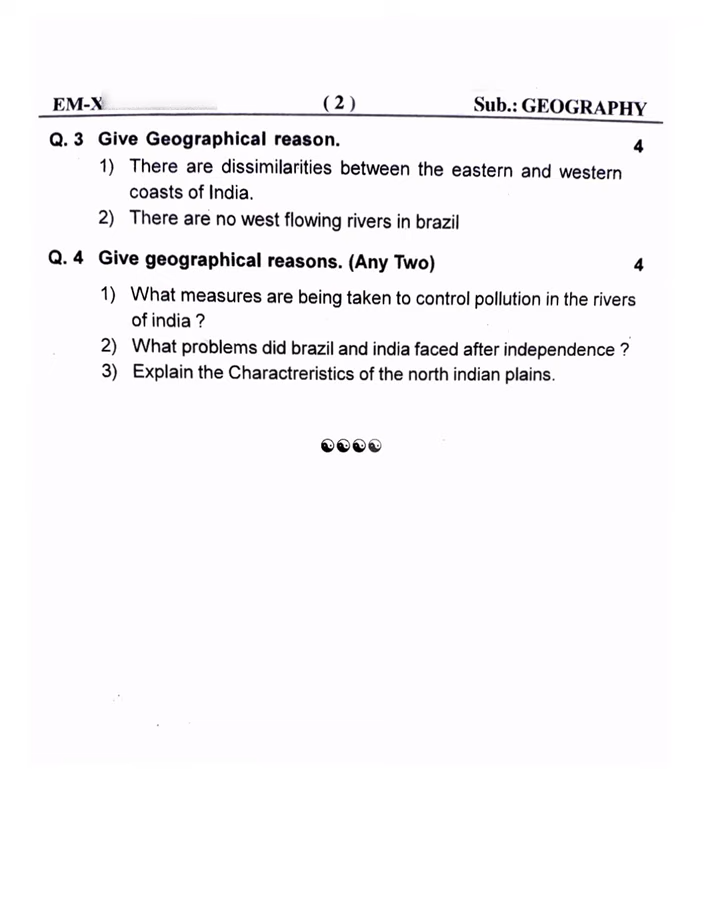 EM-X ( 2 ) Sub.: GEOGRAPHY
Q. 3 Give Geographical reason. 4
1) There are dissimilarities between the eastern and western
coasts of India.
2) There are no west flowing rivers in brazil
Q. 4 Give geographical reasons. (Any Two) 4
1) What measures are being taken to control pollution in the rivers
of india ?
2) What problems did brazil and india faced after independence ?
3) Explain the Charactreristics of the north indian plains.